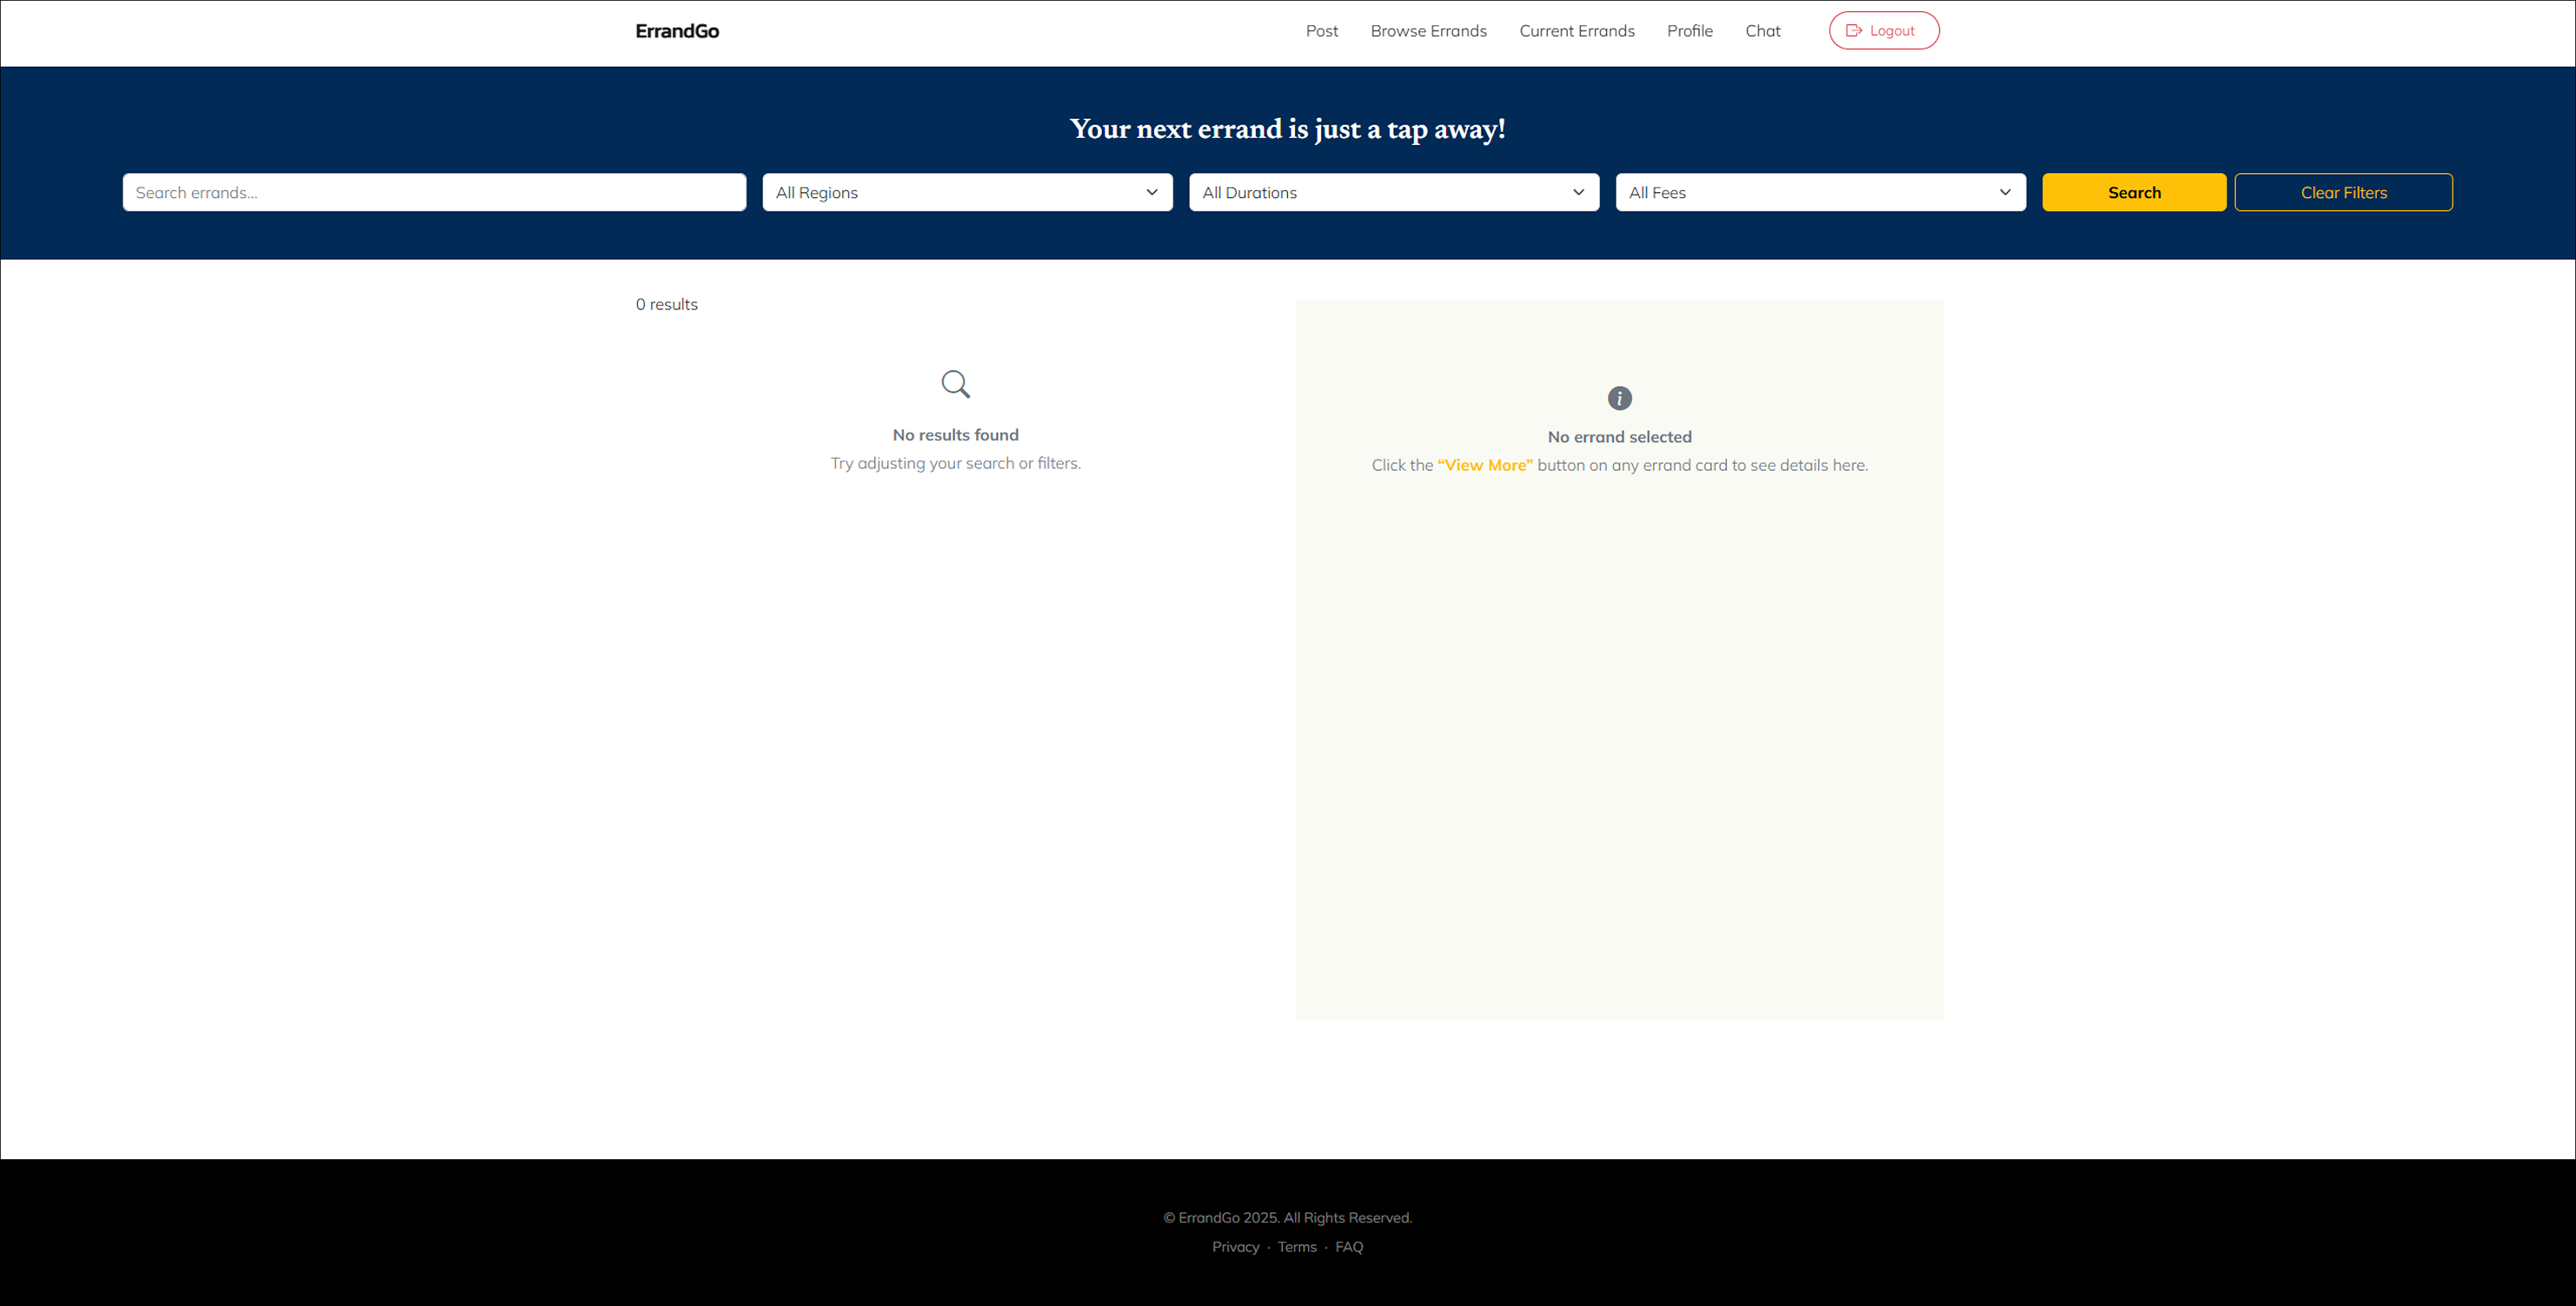 ErrandGo
Post Browse Errands Current Errands Profile Chat Logout
Your next errand is just a tap away!
Search errands... All Regions All Durations All Fees Search Clear Filters
0 results
No results found
Try adjusting your search or filters.
No errand selected
Click the “View More” button on any errand card to see details here.
© ErrandGo 2025. All Rights Reserved.
Privacy · Terms · FAQ